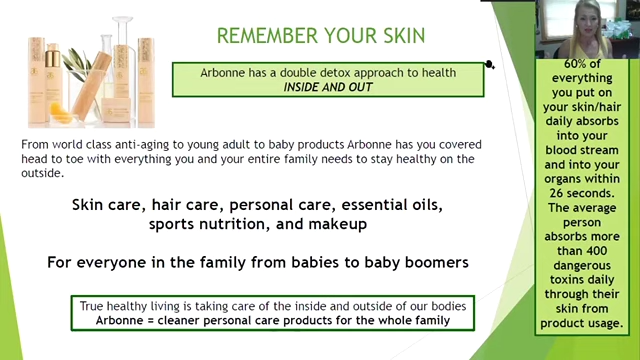 REMEMBER YOUR SKIN
Arbonne has a double detox approach to health
INSIDE AND OUT
From world class anti-aging to young adult to baby products Arbonne has you covered
head to toe with everything you and your entire family needs to stay healthy on the
outside.
Skin care, hair care, personal care, essential oils,
sports nutrition, and makeup
For everyone in the family from babies to baby boomers
True healthy living is taking care of the inside and outside of our bodies
Arbonne = cleaner personal care products for the whole family
60% of
everything
you put on
your skin/hair
daily absorbs
into your
blood stream
and into your
organs within
26 seconds.
The average
person
absorbs more
than 400
dangerous
toxins daily
through their
skin from
product usage.